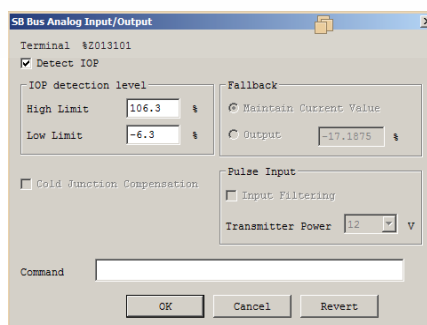 SB Bus Analog Input/Output
Terminal %Z013101
Detect IOP
IOP detection level
High Limit 106.3 %
Low Limit -6.3 %
Fallback
Maintain Current Value
Output -17.1875 %
Cold Junction Compensation
Pulse Input
Input Filtering
Transmitter Power 12 V
Command
OK Cancel Revert